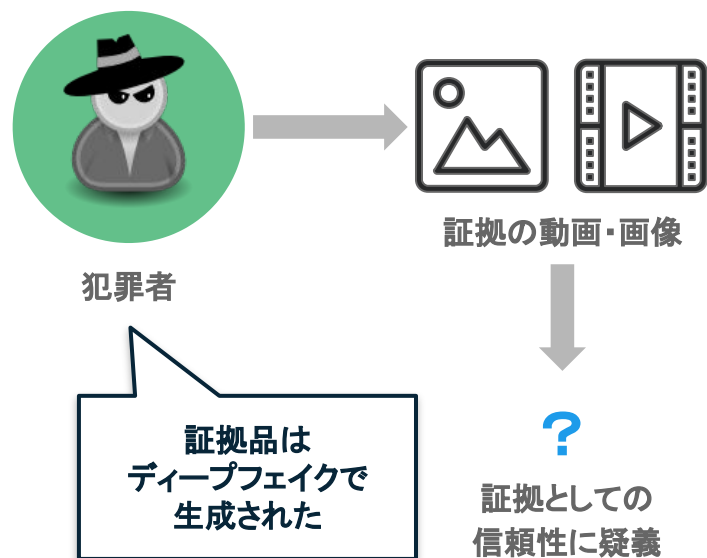 証拠の動画・画像
犯罪者
証拠品は
ディープフェイクで
生成された
?
証拠としての
信頼性に疑義